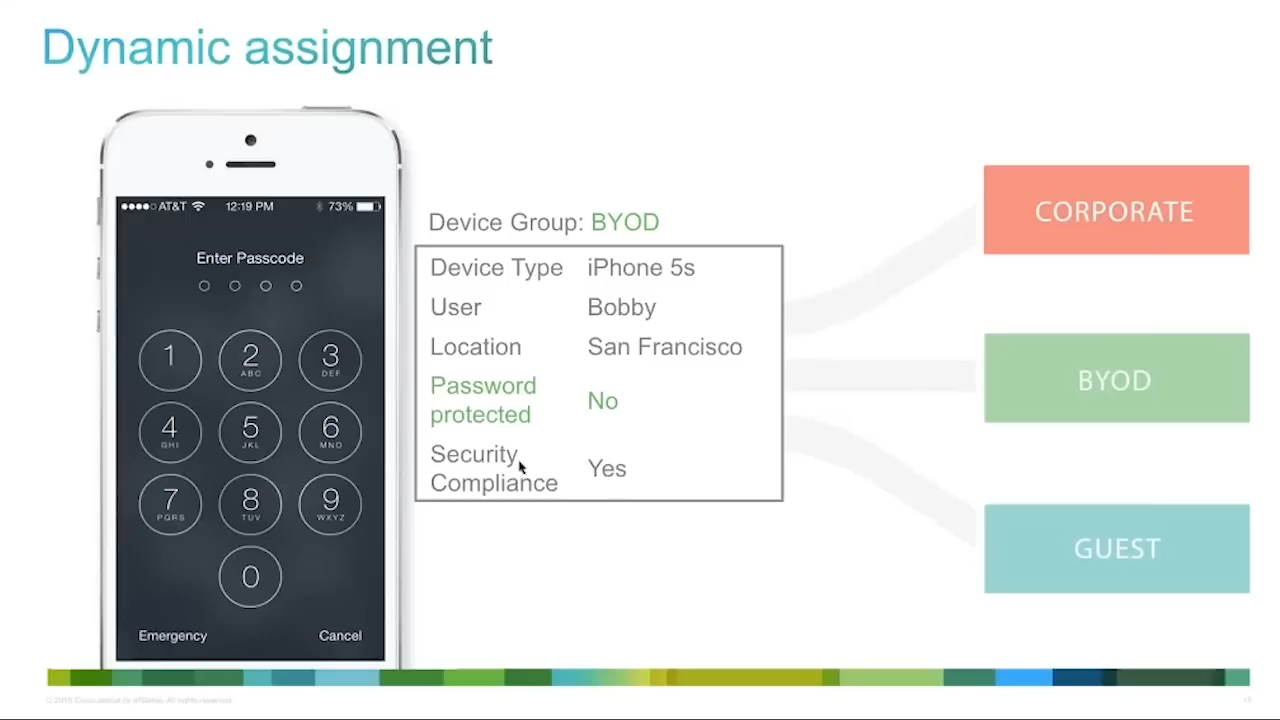 Dynamic assignment
AT&T 12:19 PM 73%
Enter Passcode
1
2 ABC
3 DEF
4 GHI
5 JKL
6 MNO
7 PQRS
8 TUV
9 WXYZ
0
Emergency Cancel
Device Group: BYOD
Device Type iPhone 5s
User Bobby
Location San Francisco
Password
protected No
Security
Compliance Yes
CORPORATE
BYOD
GUEST